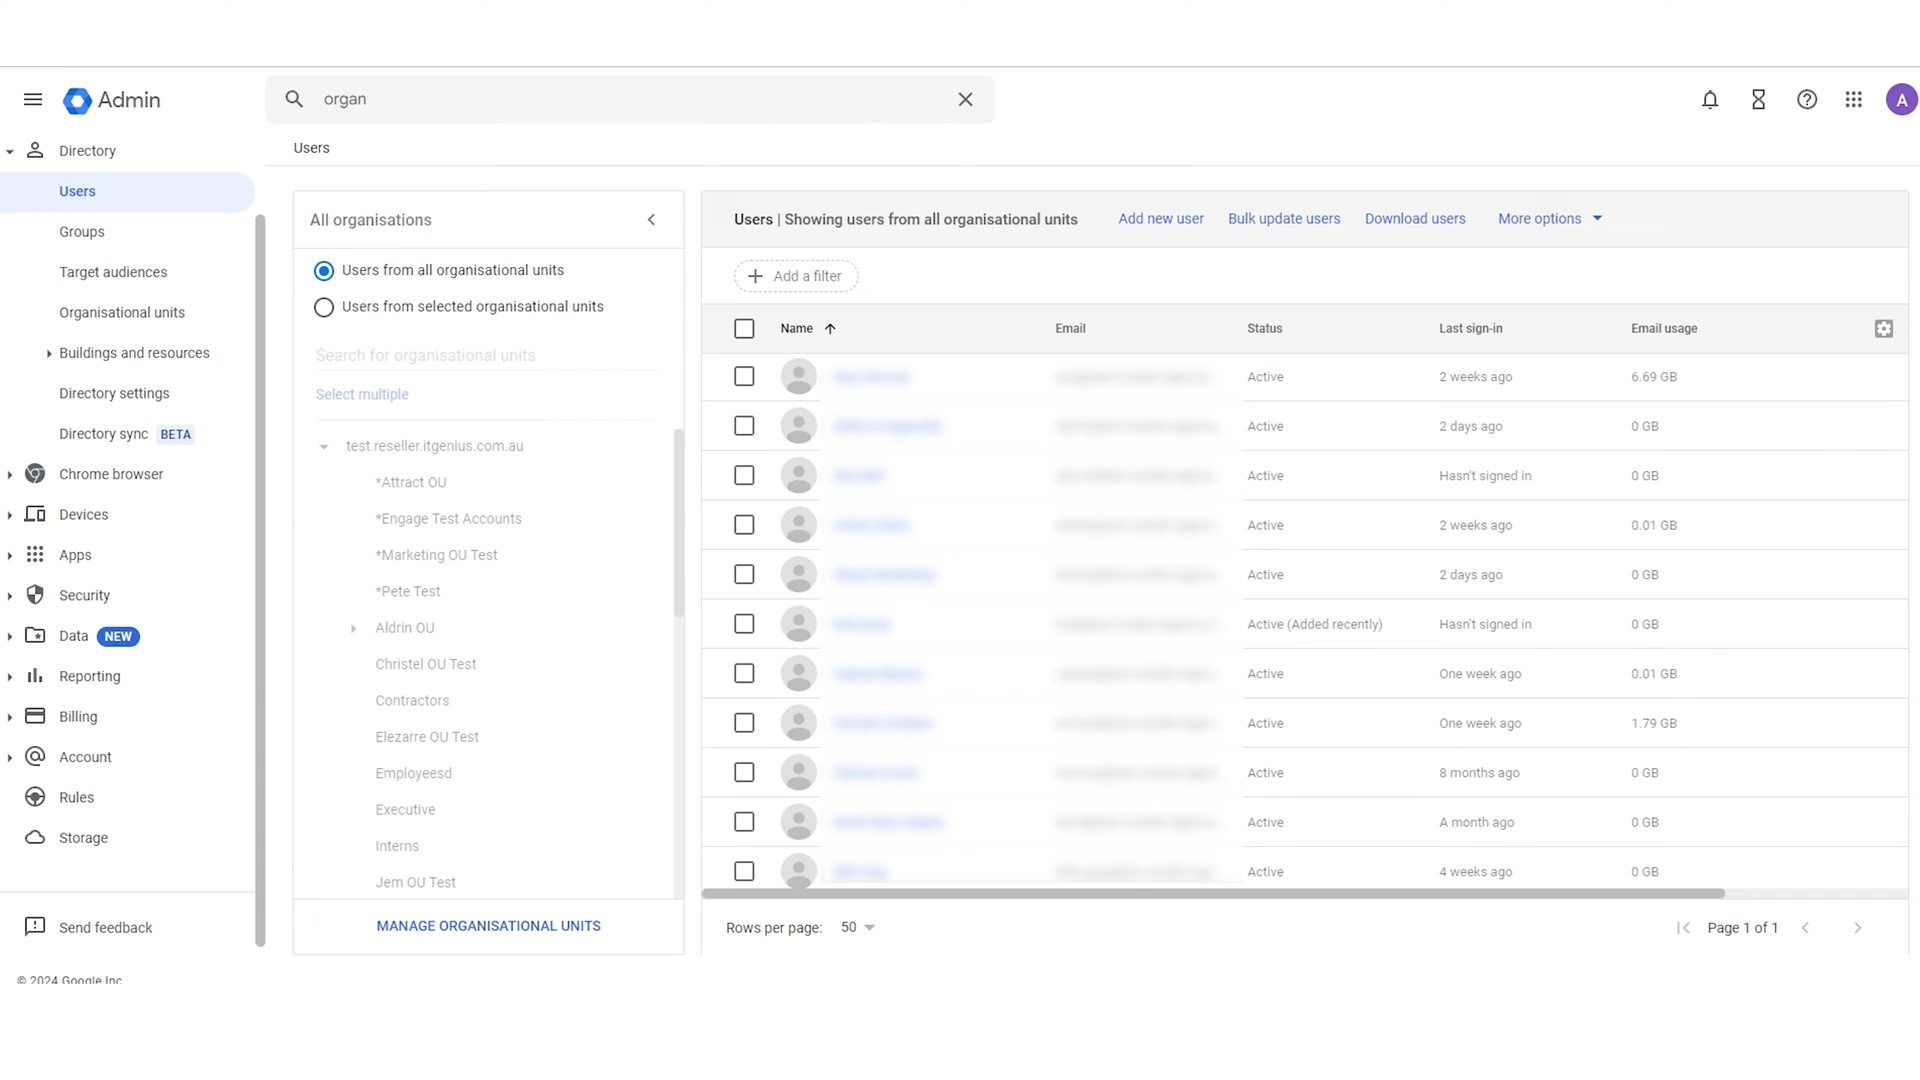 Admin
organ
A
Directory
Users
Groups
Target audiences
Organisational units
Buildings and resources
Directory settings
Directory sync BETA
Chrome browser
Devices
Apps
Security
Data NEW
Reporting
Billing
Account
Rules
Storage
Send feedback
© 2024 Google Inc
Users
All organisations
Users from all organisational units
Users from selected organisational units
Search for organisational units
Select multiple
test.reseller.itgenius.com.au
*Attract OU
*Engage Test Accounts
*Marketing OU Test
*Pete Test
Aldrin OU
Christel OU Test
Contractors
Elezarre OU Test
Employeesd
Executive
Interns
Jem OU Test
MANAGE ORGANISATIONAL UNITS
Users | Showing users from all organisational units Add new user Bulk update users Download users More options
Add a filter
Name Email Status Last sign-in Email usage
Active 2 weeks ago 6.69 GB
Active 2 days ago 0 GB
Active Hasn't signed in 0 GB
Active 2 weeks ago 0.01 GB
Active 2 days ago 0 GB
Active (Added recently) Hasn't signed in 0 GB
Active One week ago 0.01 GB
Active One week ago 1.79 GB
Active 8 months ago 0 GB
Active A month ago 0 GB
Active 4 weeks ago 0 GB
Rows per page: 50 Page 1 of 1